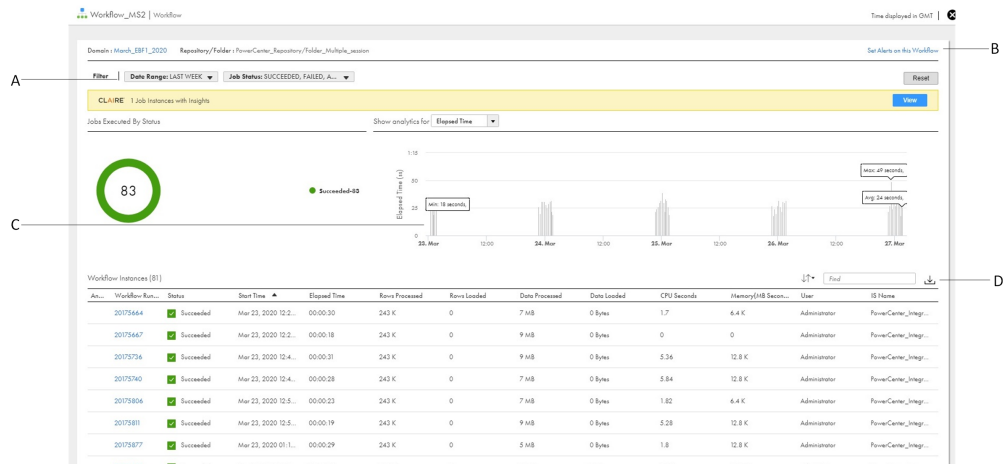 Workflow_MS2 | Workflow
Time displayed in GMT |
Domain : March_EBF1_2020 Repository/Folder : PowerCenter_Repository/Folder_Multiple_session
Set Alerts on this Workflow
B
A
Filter
Date Range: LAST WEEK
Job Status: SUCCEEDED, FAILED, A...
Reset
CLAIRE 1 Job Instances with Insights
View
Jobs Executed By Status
Show analytics for Elapsed Time
83
Succeeded-83
C
Elapsed Time (ss)
1:15
50
25
0
Min: 18 seconds,
Max: 49 seconds,
Avg: 24 seconds,
23. Mar 12:00 24. Mar 12:00 25. Mar 12:00 26. Mar 12:00 27. Mar
Workflow Instances (81)
Find
D
An... Workflow Run... Status Start Time Elapsed Time Rows Processed Rows Loaded Data Processed Data Loaded CPU Seconds Memory(MB Secon... User IS Name
20175664 Succeeded Mar 23, 2020 12:2... 00:00:30 243 K 0 7 MB 0 Bytes 1.7 6.4 K Administrator PowerCenter_Integr...
20175667 Succeeded Mar 23, 2020 12:2... 00:00:18 243 K 0 9 MB 0 Bytes 0 0 Administrator PowerCenter_Integr...
20175736 Succeeded Mar 23, 2020 12:4... 00:00:31 243 K 0 9 MB 0 Bytes 5.36 12.8 K Administrator PowerCenter_Integr...
20175740 Succeeded Mar 23, 2020 12:4... 00:00:28 243 K 0 7 MB 0 Bytes 5.84 12.8 K Administrator PowerCenter_Integr...
20175806 Succeeded Mar 23, 2020 12:5... 00:00:23 243 K 0 7 MB 0 Bytes 1.82 6.4 K Administrator PowerCenter_Integr...
20175811 Succeeded Mar 23, 2020 12:5... 00:00:19 243 K 0 9 MB 0 Bytes 5.28 12.8 K Administrator PowerCenter_Integr...
20175877 Succeeded Mar 23, 2020 01:1... 00:00:29 243 K 0 5 MB 0 Bytes 1.8 12.8 K Administrator PowerCenter_Integr...